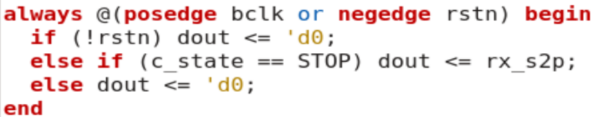 always @(posedge bclk or negedge rstn) begin
if (!rstn) dout <= 'd0;
else if (c_state == STOP) dout <= rx_s2p;
else dout <= 'd0;
end